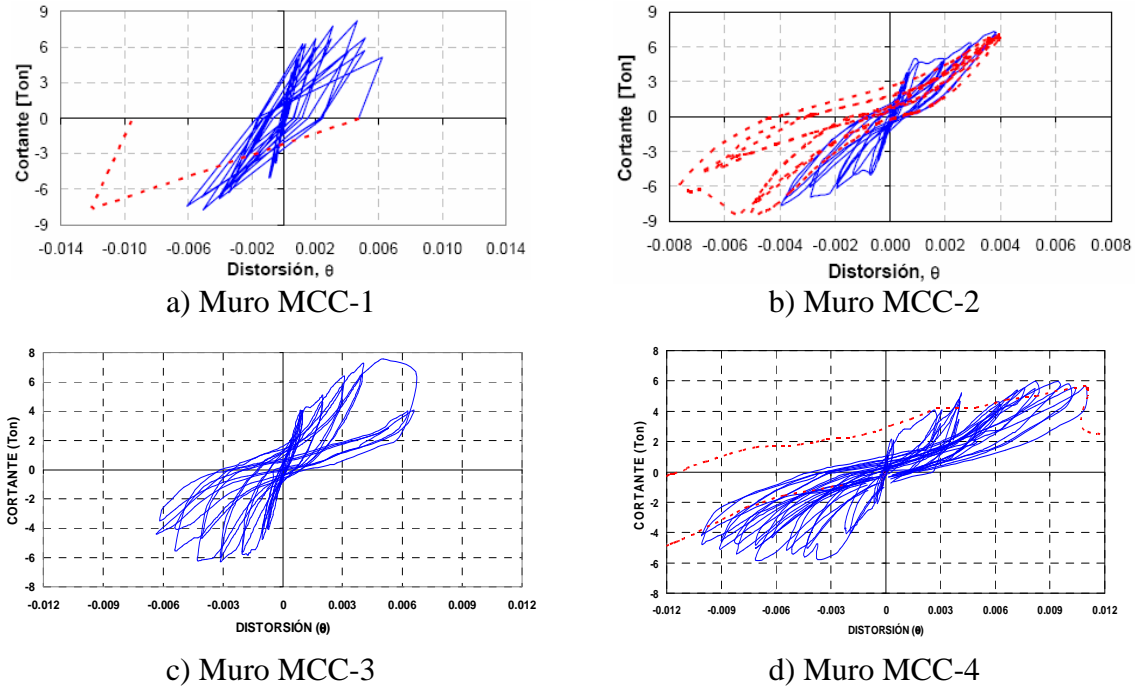 9
6
3
0
-3
-6
-9
Cortante [Ton]
-0.014 -0.010 -0.006 -0.002 0.002 0.006 0.010 0.014
Distorsión, θ
a) Muro MCC-1
9
6
3
0
-3
-6
-9
Cortante [Ton]
-0.008 -0.006 -0.004 -0.002 0.000 0.002 0.004 0.006 0.008
Distorsión, θ
b) Muro MCC-2
8
6
4
2
0
-2
-4
-6
-8
CORTANTE (Ton)
-0.012 -0.009 -0.006 -0.003 0 0.003 0.006 0.009 0.012
DISTORSIÓN (θ)
c) Muro MCC-3
8
6
4
2
0
-2
-4
-6
-8
CORTANTE (Ton)
-0.012 -0.009 -0.006 -0.003 0 0.003 0.006 0.009 0.012
DISTORSIÓN (θ)
d) Muro MCC-4